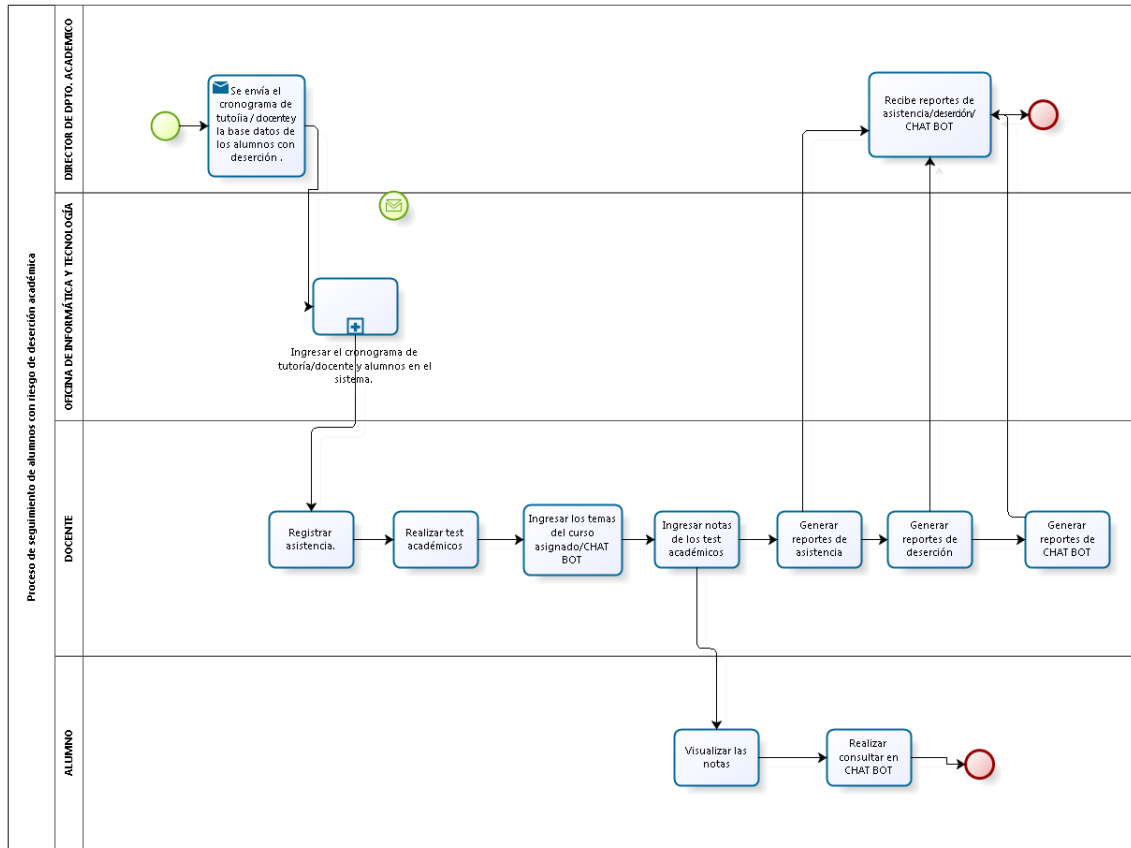 Proceso de seguimiento de alumnos con riesgo de deserción académica
DIRECTOR DE DPTO. ACADEMICO
Se envía el
cronograma de
tutoíia / docentey
la base datos de
los alumnos con
deserción .
Recibe reportes de
asistencia/deserción/
CHAT BOT
OFICINA DE INFORMÁTICA Y TECNOLOGÍA
Ingresar el cronograma de
tutoría/docente y alumnos en el
sistema.
DOCENTE
Registrar
asistencia.
Realizar test
académicos
Ingresar los temas
del curso
asignado/CHAT
BOT
Ingresar notas
de los test
académicos
Generar
reportes de
asistencia
Generar
reportes de
deserción
Generar
reportes de
CHAT BOT
ALUMNO
Visualizar las
notas
Realizar
consultar en
CHAT BOT